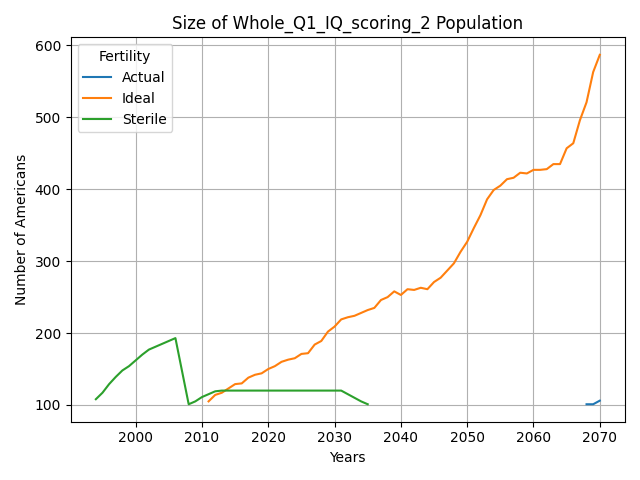 Size of Whole_Q1_IQ_scoring_2 Population
600
500
400
300
200
100
Number of Americans
Fertility
Actual
Ideal
Sterile
2000 2010 2020 2030 2040 2050 2060 2070
Years